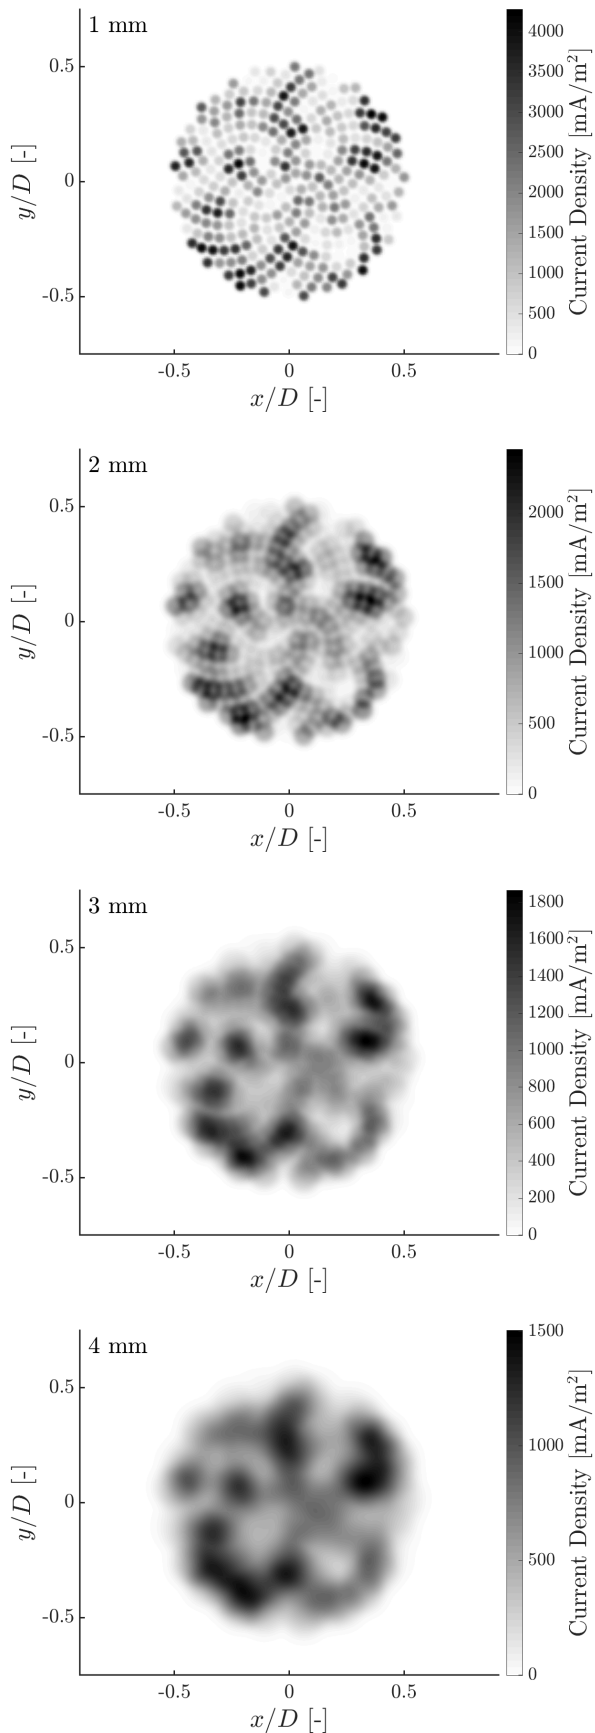 1 mm
0.5
0
-0.5
y/D [-]
-0.5 0 0.5
x/D [-]
4000
3500
3000
2500
2000
1500
1000
500
0
Current Density [mA/m²]
2 mm
0.5
0
-0.5
y/D [-]
-0.5 0 0.5
x/D [-]
2000
1500
1000
500
0
Current Density [mA/m²]
3 mm
0.5
0
-0.5
y/D [-]
-0.5 0 0.5
x/D [-]
1800
1600
1400
1200
1000
800
600
400
200
0
Current Density [mA/m²]
4 mm
0.5
0
-0.5
y/D [-]
-0.5 0 0.5
x/D [-]
1500
1000
500
0
Current Density [mA/m²]